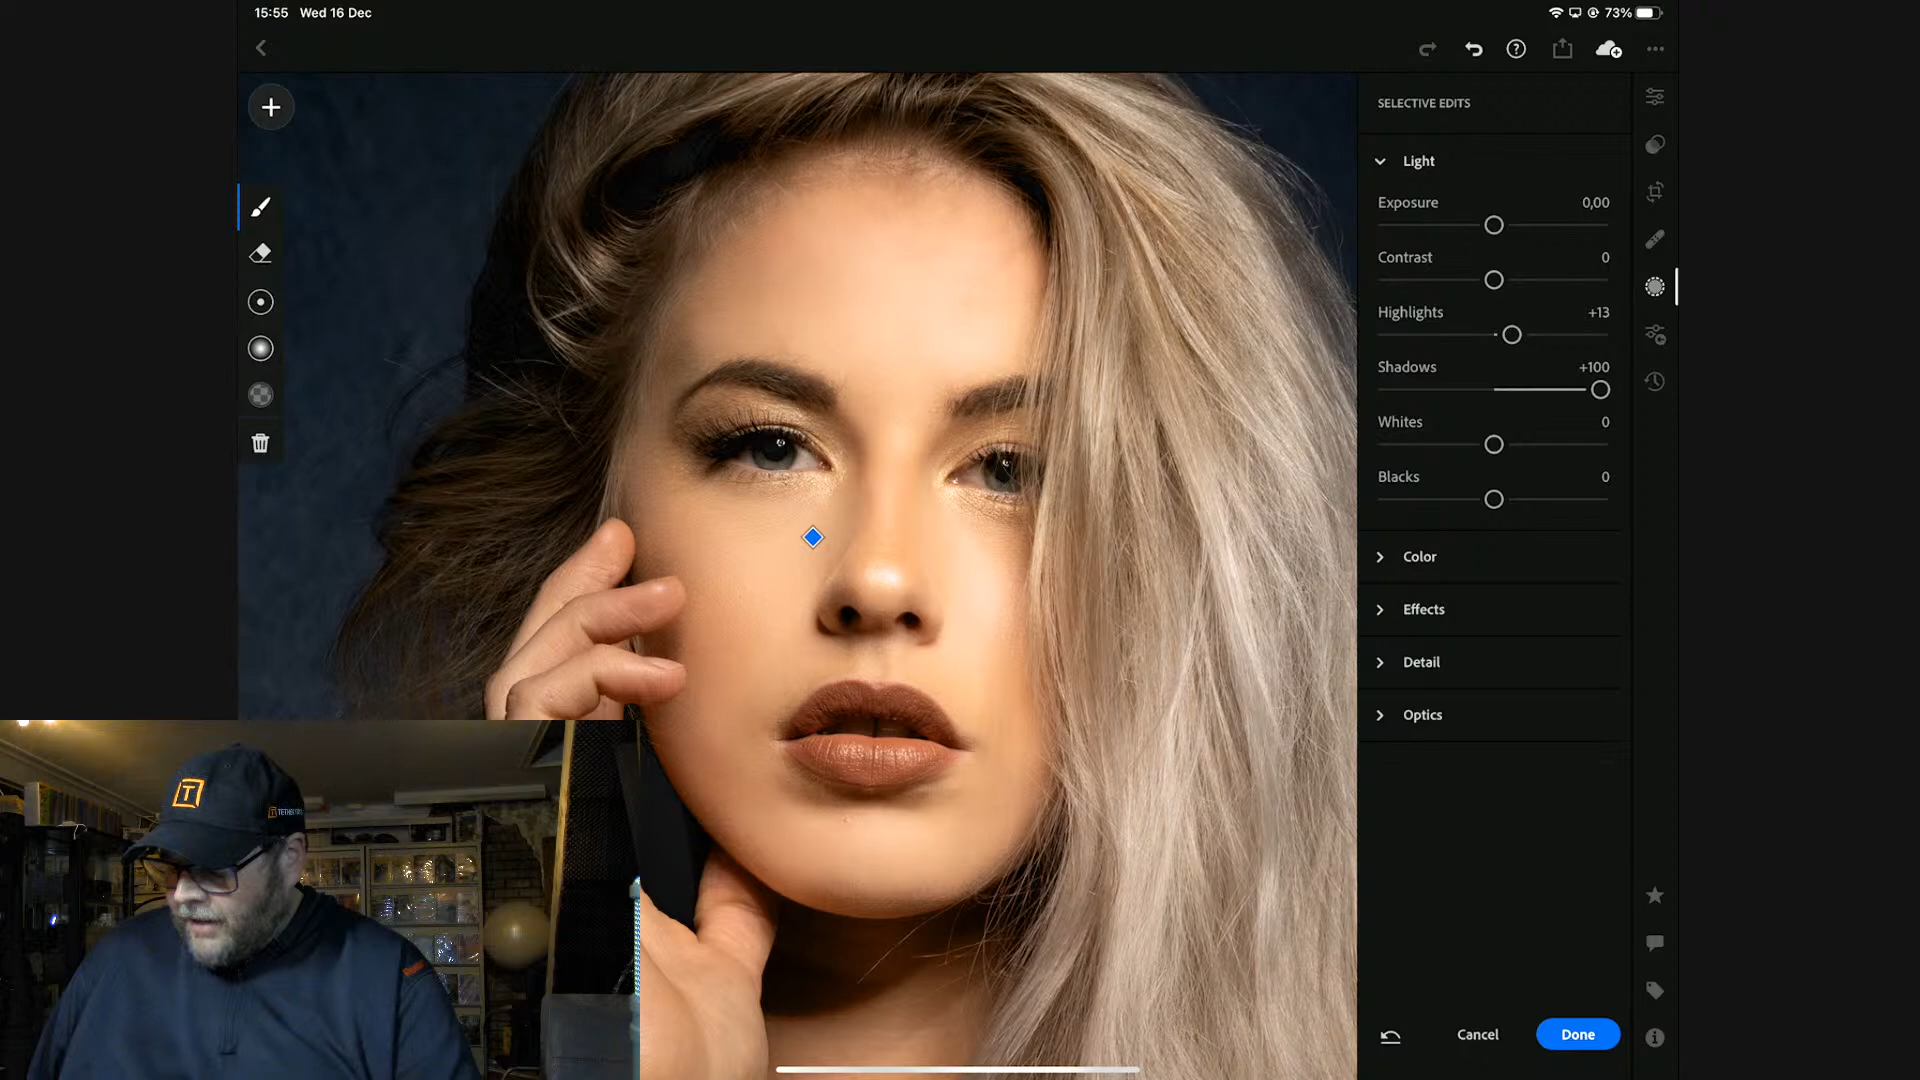 15:55 Wed 16 Dec
73%
SELECTIVE EDITS
Light
Exposure 0,00
Contrast 0
Highlights +13
Shadows +100
Whites 0
Blacks 0
Color
Effects
Detail
Optics
Cancel
Done
T